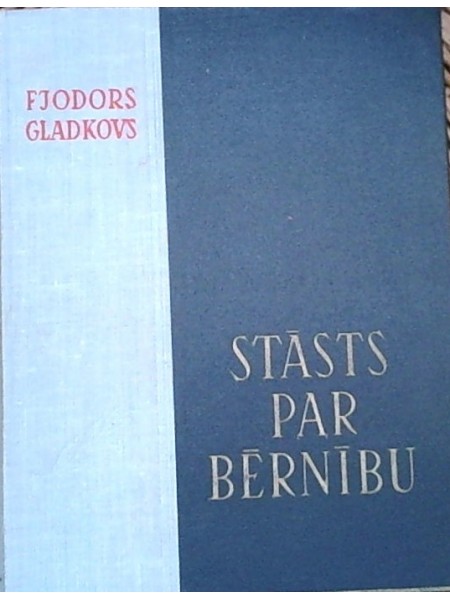 FJODORS
GLADKOVS
STĀSTS
PAR
BĒRNĪBU